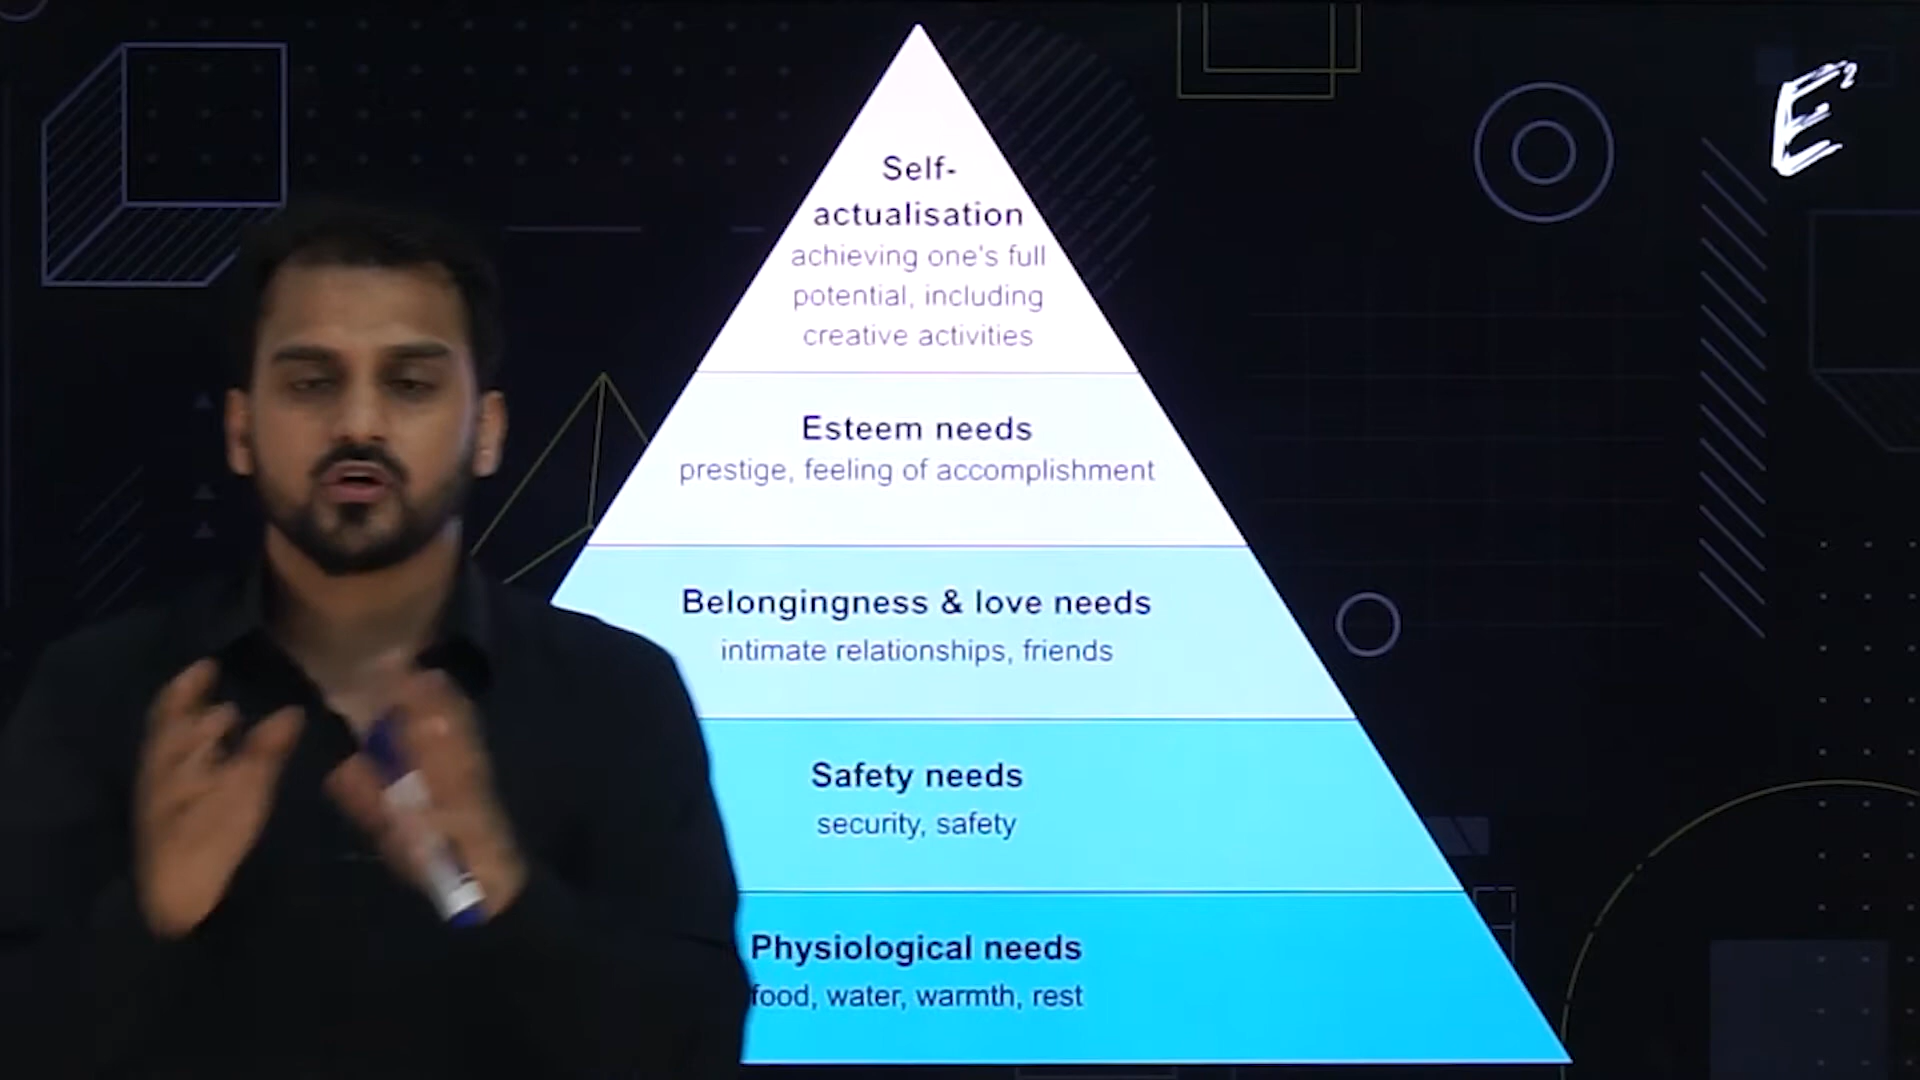 E²
Self-
actualisation
achieving one's full
potential, including
creative activities
Esteem needs
prestige, feeling of accomplishment
Belongingness & love needs
intimate relationships, friends
Safety needs
security, safety
Physiological needs
food, water, warmth, rest